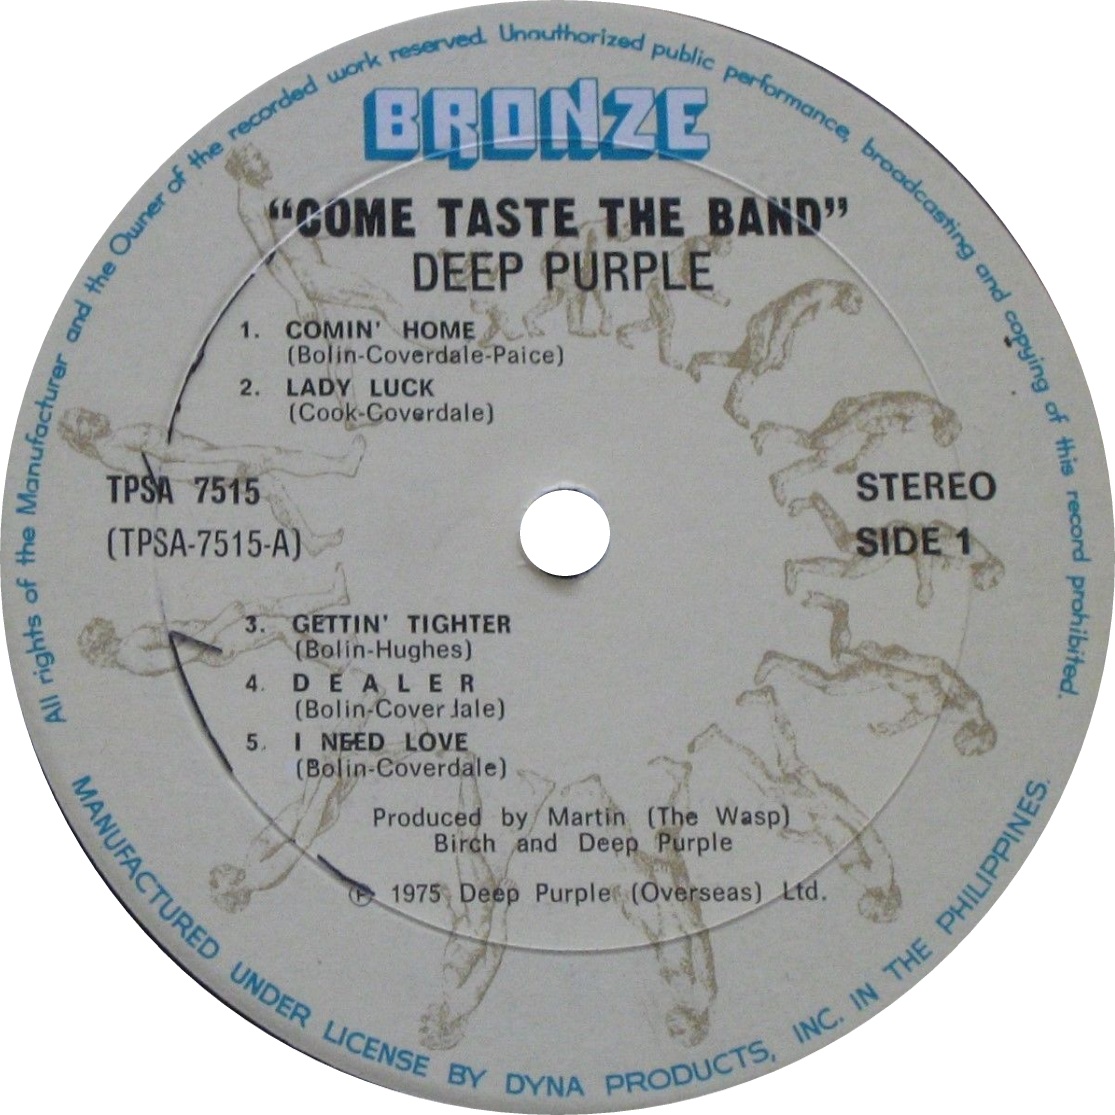 All rights of the Manufacturer and the Owner of the recorded work reserved. Unauthorized public performance, broadcasting and copying of this record prohibited.
BRONZE
“COME TASTE THE BAND”
DEEP PURPLE
1. COMIN' HOME
(Bolin-Coverdale-Paice)
2. LADY LUCK
(Cook-Coverdale)
TPSA 7515
(TPSA-7515-A)
STEREO
SIDE 1
3. GETTIN' TIGHTER
(Bolin-Hughes)
4. D E A L E R
(Bolin-Coverdale)
5. I NEED LOVE
(Bolin-Coverdale)
Produced by Martin (The Wasp)
Birch and Deep Purple
Ⓟ 1975 Deep Purple (Overseas) Ltd.
MANUFACTURED UNDER LICENSE BY DYNA PRODUCTS, INC. IN THE PHILIPPINES.